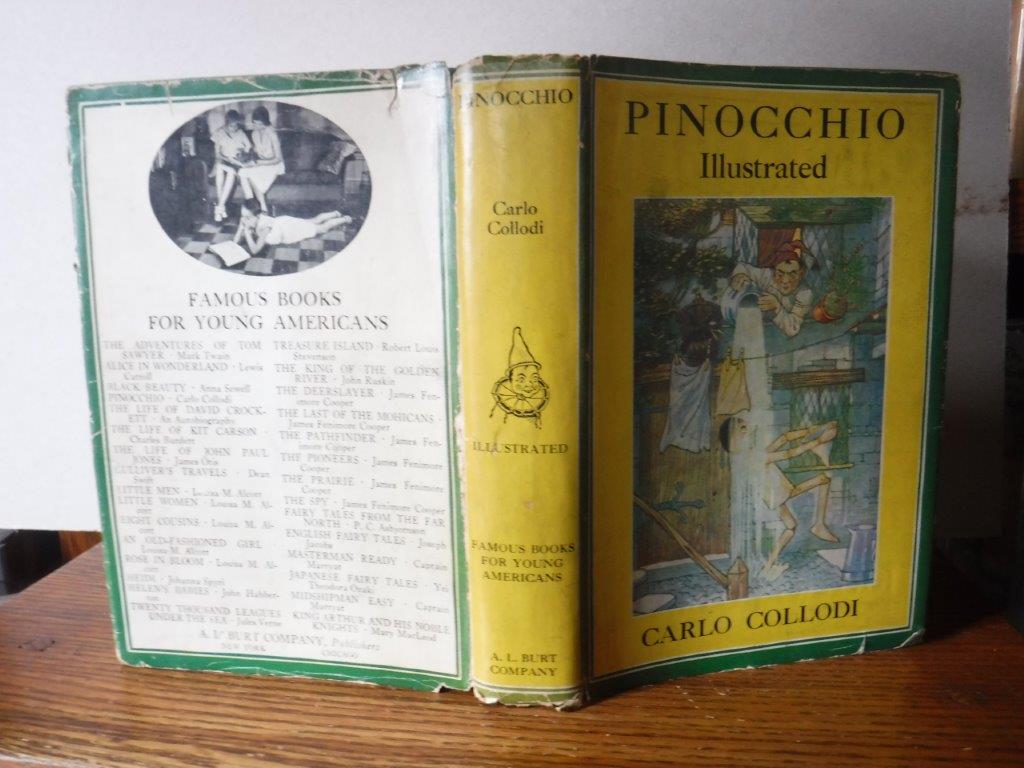 FAMOUS BOOKS
FOR YOUNG AMERICANS
THE ADVENTURES OF TOM
SAWYER · Mark Twain
ALICE IN WONDERLAND · Lewis
Carroll
BLACK BEAUTY · Anna Sewell
PINOCCHIO · Carlo Collodi
THE LIFE OF DAVID CROCK-
ETT · An Autobiography
THE LIFE OF KIT CARSON ·
Charles Burdett
THE LIFE OF JOHN PAUL
JONES · James Otis
GULLIVER'S TRAVELS · Dean
Swift
LITTLE MEN · Louisa M. Alcott
LITTLE WOMEN · Louisa M. Al-
cott
EIGHT COUSINS · Louisa M. Al-
cott
AN OLD-FASHIONED GIRL
Louisa M. Alcott
ROSE IN BLOOM · Louisa M. Al-
cott
HEIDI · Johanna Spyri
HELEN'S BABIES · John Habber-
ton
TWENTY THOUSAND LEAGUES
UNDER THE SEA · Jules Verne
TREASURE ISLAND · Robert Louis
Stevenson
THE KING OF THE GOLDEN
RIVER · John Ruskin
THE DEERSLAYER · James Fen-
imore Cooper
THE LAST OF THE MOHICANS ·
James Fenimore Cooper
THE PATHFINDER · James Fen-
imore Cooper
THE PIONEERS · James Fenimore
Cooper
THE PRAIRIE · James Fenimore
Cooper
THE SPY · James Fenimore Cooper
FAIRY TALES FROM THE FAR
NORTH · P. C. Asbjornsen
ENGLISH FAIRY TALES · Joseph
Jacobs
MASTERMAN READY · Captain
Marryat
JAPANESE FAIRY TALES · Yei
Theodora Ozaki
MIDSHIPMAN EASY · Captain
Marryat
KING ARTHUR AND HIS NOBLE
KNIGHTS · Mary MacLeod
A. L. BURT COMPANY, Publishers
NEW YORK CHICAGO
PINOCCHIO
Carlo
Collodi
ILLUSTRATED
FAMOUS BOOKS
FOR YOUNG
AMERICANS
A. L. BURT
COMPANY
PINOCCHIO
Illustrated
CARLO COLLODI